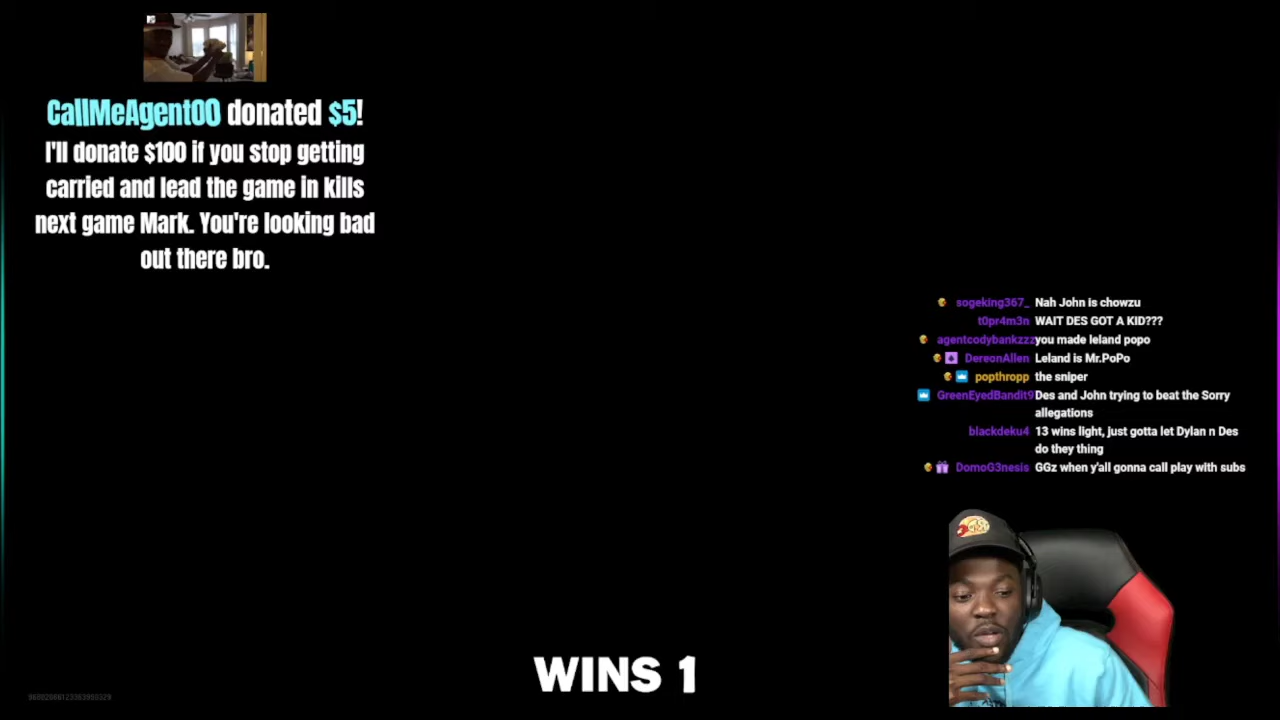 CallMeAgent00 donated $5!
I'll donate $100 if you stop getting
carried and lead the game in kills
next game Mark. You're looking bad
out there bro.
sogeking367_ Nah John is chowzu
t0pr4m3n WAIT DES GOT A KID???
agentcodybankzzz you made leland popo
DereonAllen Leland is Mr.PoPo
popthropp the sniper
GreenEyedBandit9 Des and John trying to beat the Sorry
allegations
blackdeku4 13 wins light, just gotta let Dylan n Des
do they thing
DomoG3nesis GGz when y'all gonna call play with subs
WINS 1